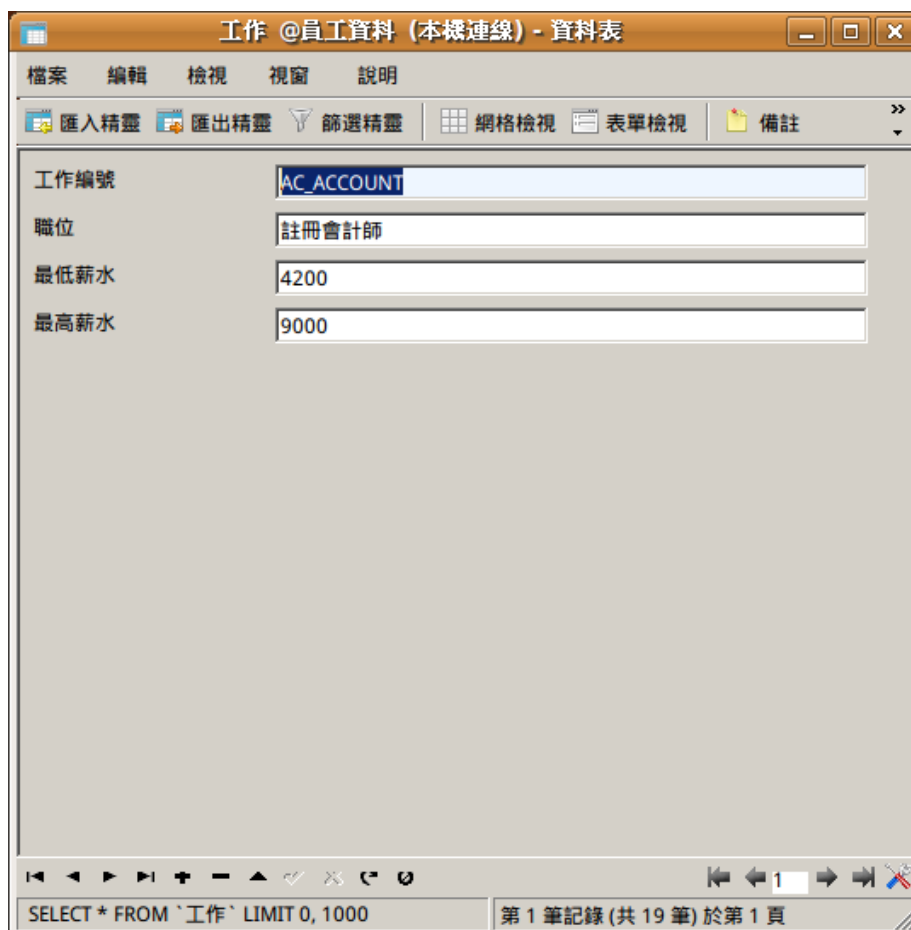 工作 @員工資料 (本機連線) - 資料表
檔案 編輯 檢視 視窗 說明
匯入精靈 匯出精靈 篩選精靈 網格檢視 表單檢視 備註 »
工作編號 AC_ACCOUNT
職位 註冊會計師
最低薪水 4200
最高薪水 9000
1
SELECT * FROM `工作` LIMIT 0, 1000 第 1 筆記錄 (共 19 筆) 於第 1 頁